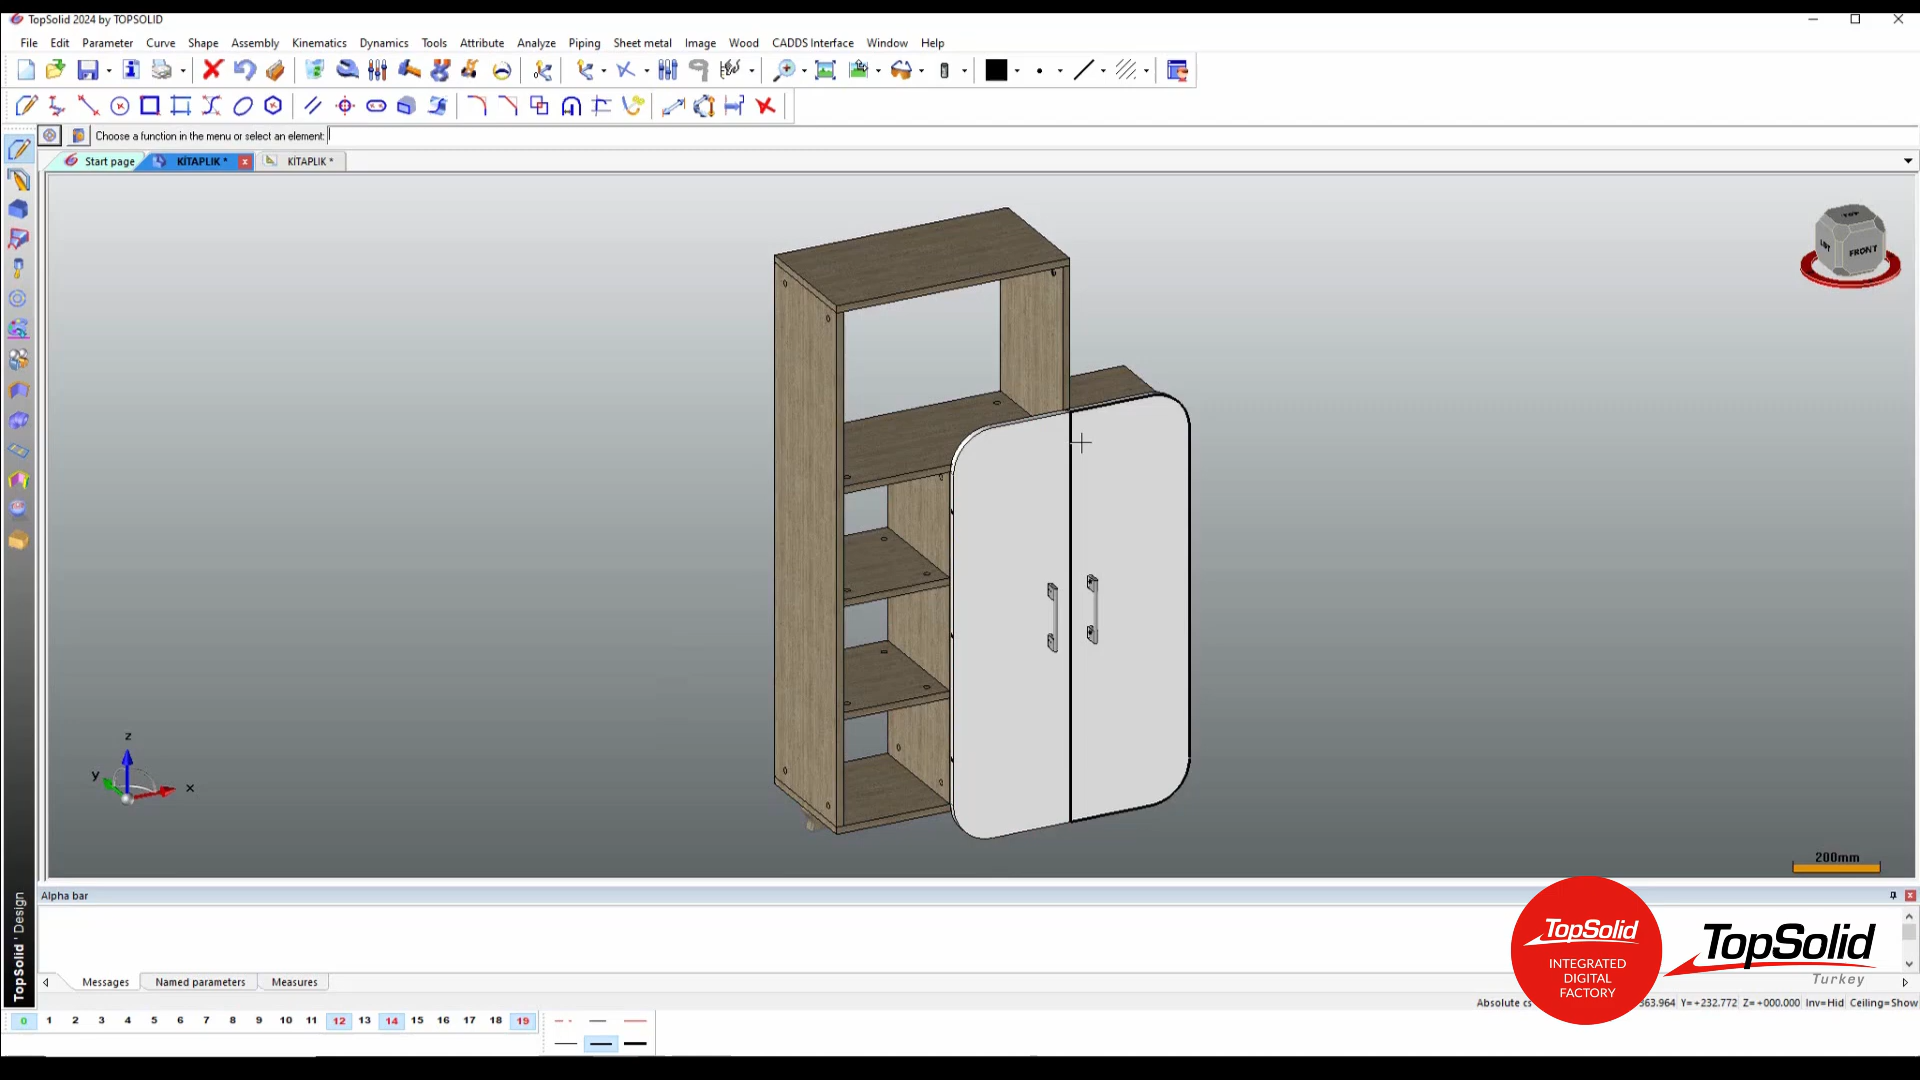 TopSolid 2024 by TOPSOLID
File Edit Parameter Curve Shape Assembly Kinematics Dynamics Tools Attribute Analyze Piping Sheet metal Image Wood CADDS Interface Window Help
Choose a function in the menu or select an element:
Start page KİTAPLIK * KİTAPLIK *
TOP
FRONT
z
y
x
200mm
Alpha bar
Messages Named parameters Measures
TopSolid'Design
TopSolid
INTEGRATED
DIGITAL
FACTORY
TopSolid
Turkey
Absolute cs 363.964 Y=+232.772 Z=+000.000 Inv=Hid Ceiling=Show
0 1 2 3 4 5 6 7 8 9 10 11 12 13 14 15 16 17 18 19